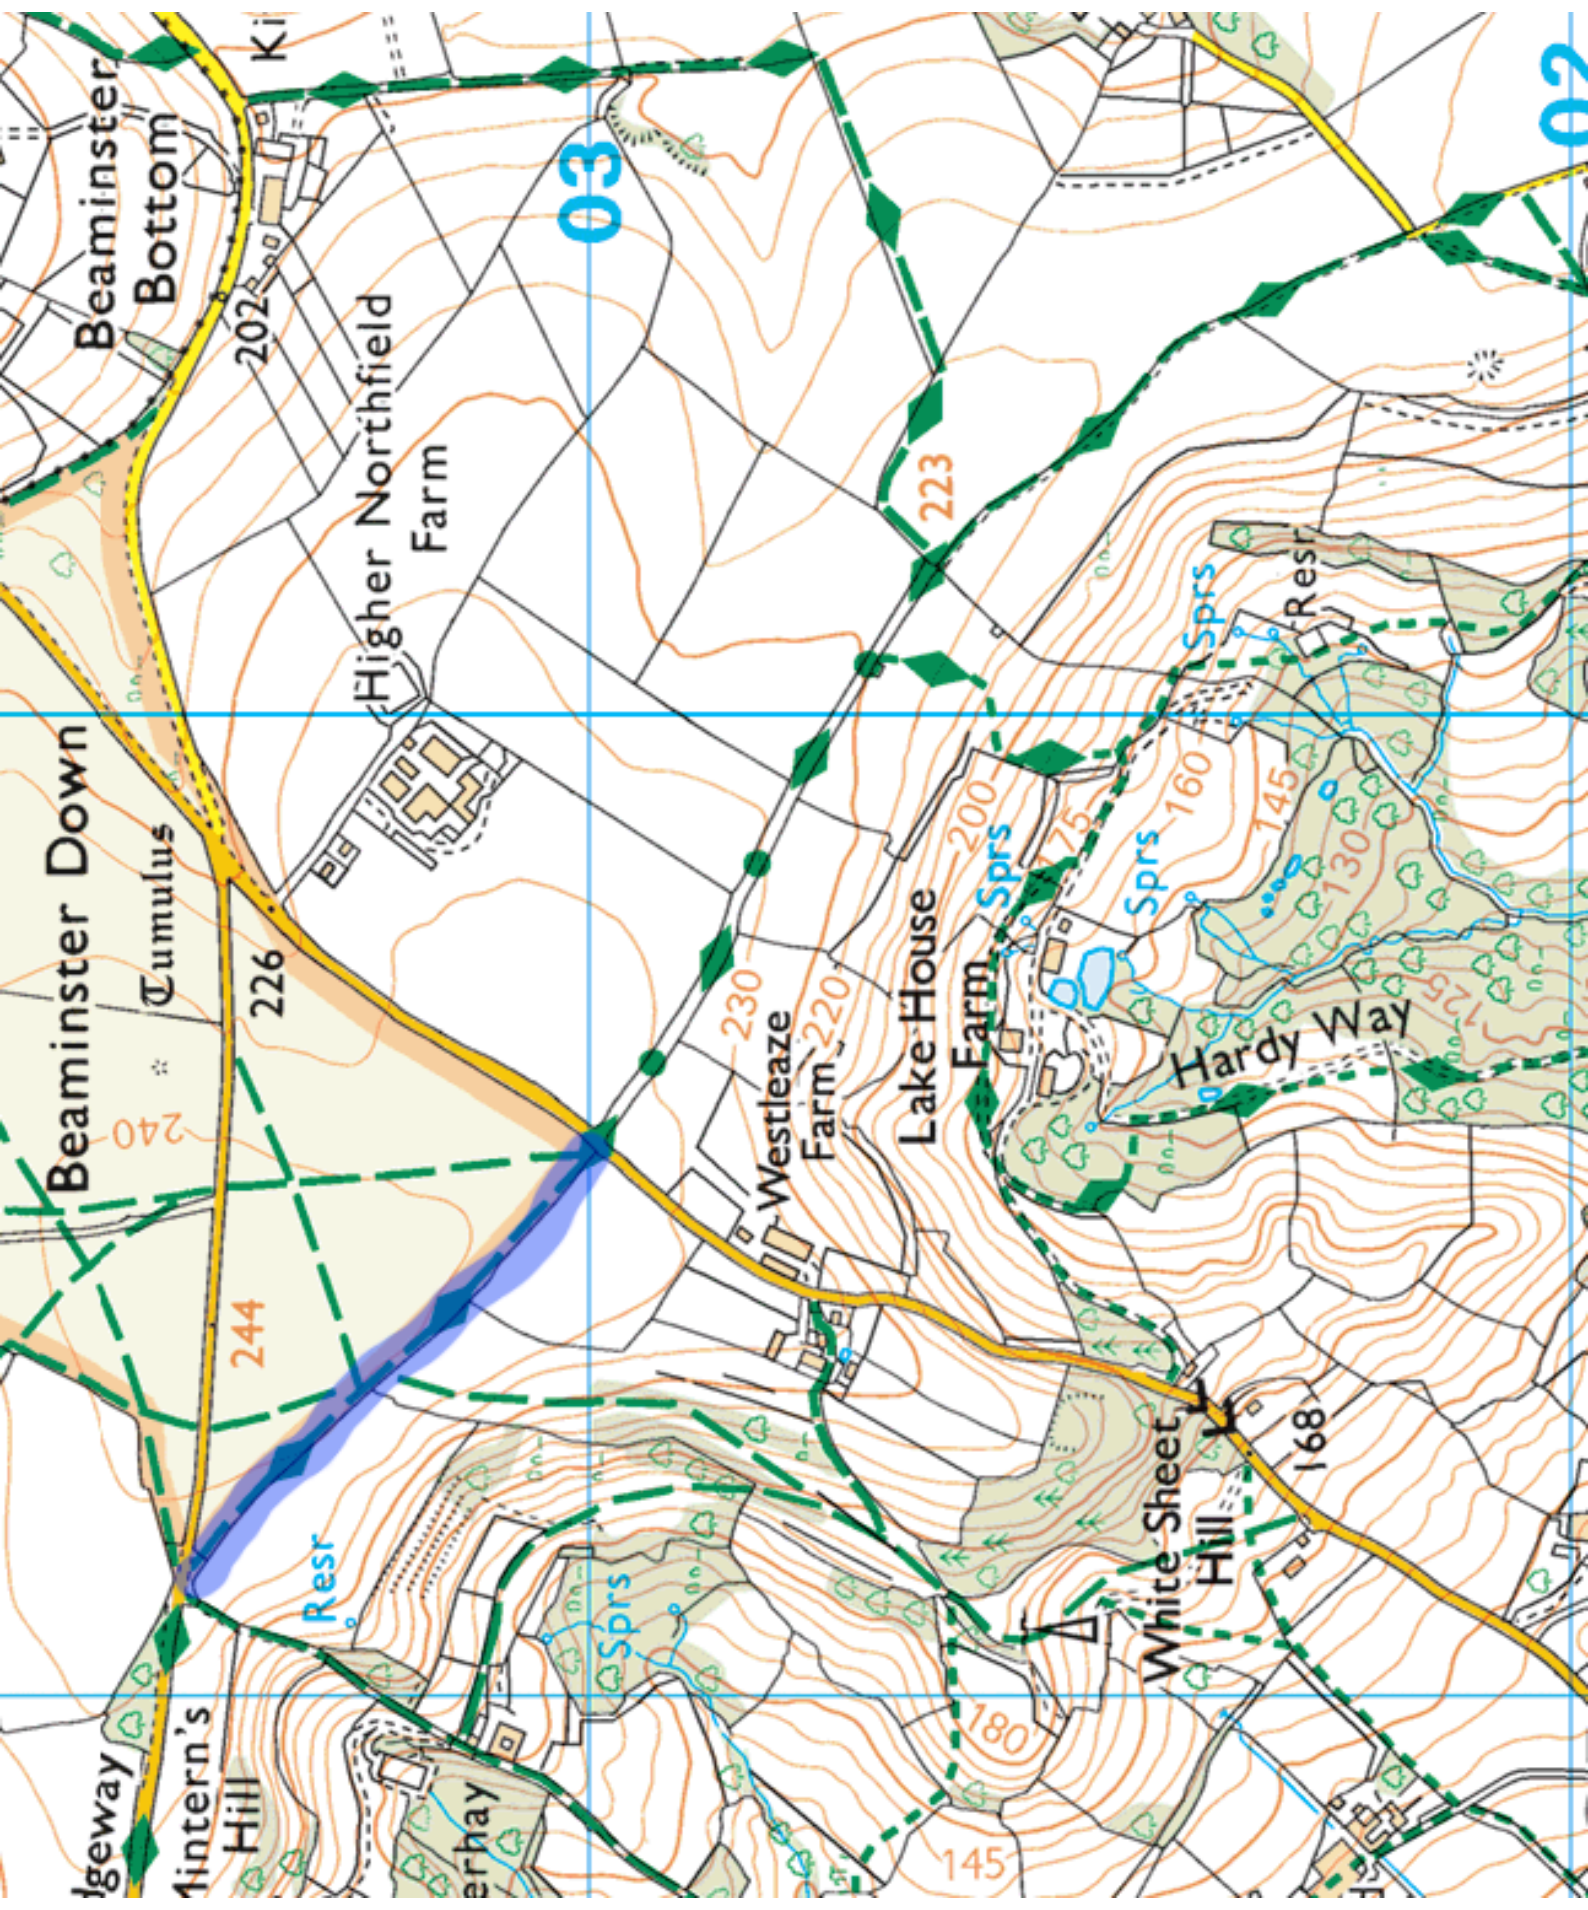 Beaminster
Bottom
Ki
03
02
202
Higher Northfield
Farm
223
Sprs
Resr
Beaminster Down
Tumulus
226
240
244
230
220
200
175
160
145
130
125
Sprs
Sprs
Lake House
Farm
Westleaze
Farm
Hardy Way
White Sheet
Hill
168
180
145
Resr
Sprs
dgeway
Mintern's
Hill
erhay